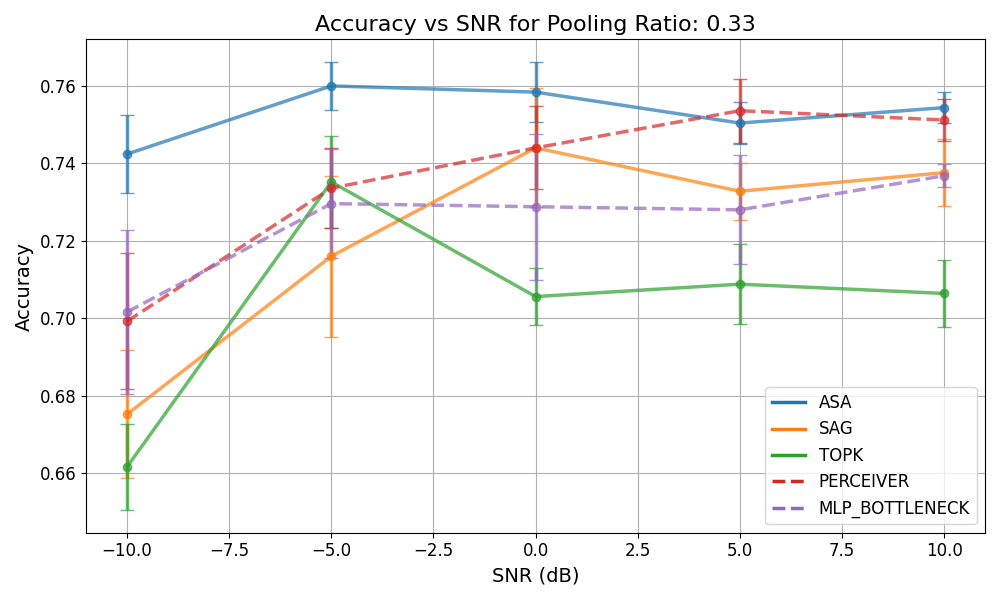 Accuracy vs SNR for Pooling Ratio: 0.33
Accuracy
0.76
0.74
0.72
0.70
0.68
0.66
−10.0 −7.5 −5.0 −2.5 0.0 2.5 5.0 7.5 10.0
SNR (dB)
ASA
SAG
TOPK
PERCEIVER
MLP_BOTTLENECK